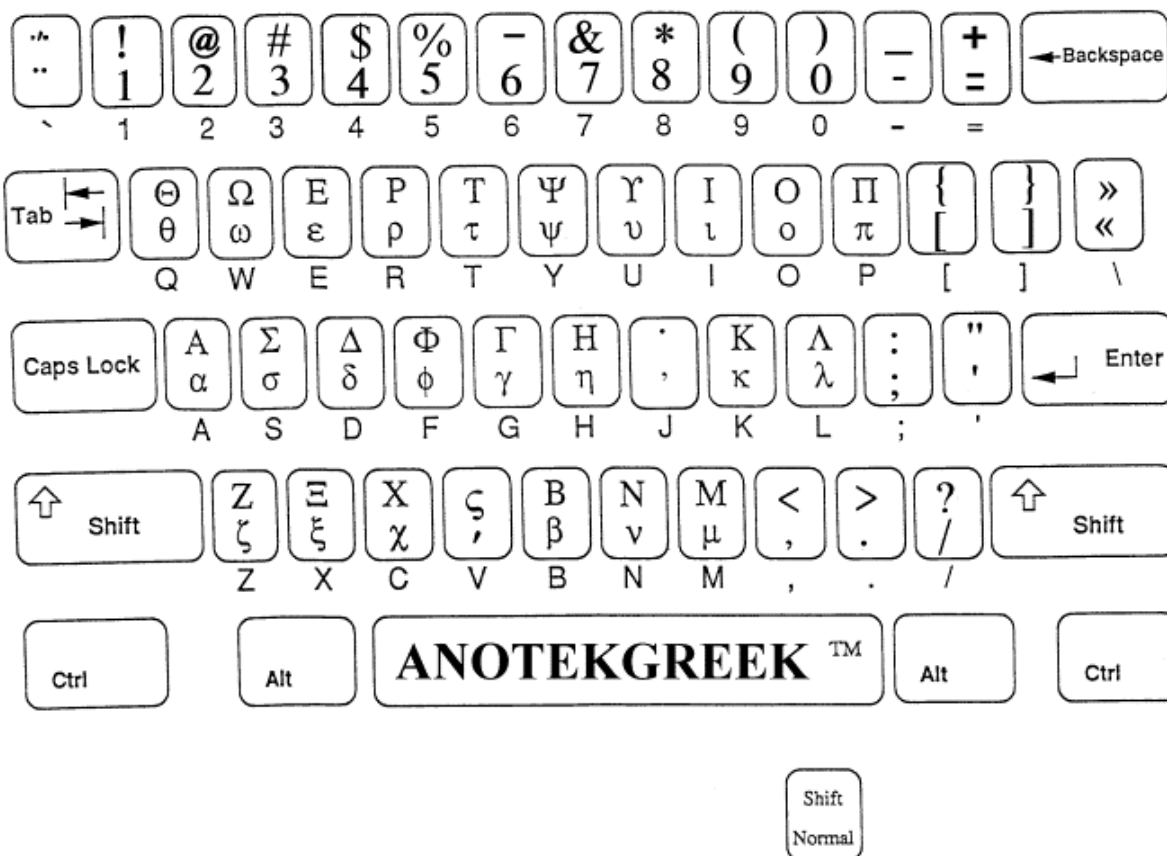 ·/· ! @ # $ % – & * ( ) _ +
·· 1 2 3 4 5 6 7 8 9 0 - = Backspace
` 1 2 3 4 5 6 7 8 9 0 - =
Tab Θ Ω Ε Ρ Τ Ψ Υ Ι Ο Π { } »
θ ω ε ρ τ ψ υ ι ο π [ ] «
Q W E R T Y U I O P [ ] \
Caps Lock Α Σ Δ Φ Γ Η · Κ Λ : " Enter
α σ δ φ γ η , κ λ ; '
A S D F G H J K L ; '
Shift Ζ Ξ Χ ς Β Ν Μ < > ? Shift
ζ ξ χ ′ β ν μ , . /
Z X C V B N M , . /
Ctrl Alt ANOTEKGREEK ™ Alt Ctrl
Shift
Normal